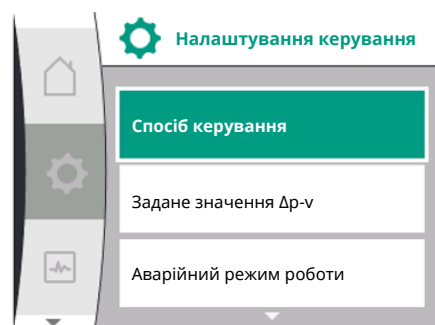 Налаштування керування
Спосіб керування
Задане значення Δp-v
Аварійний режим роботи